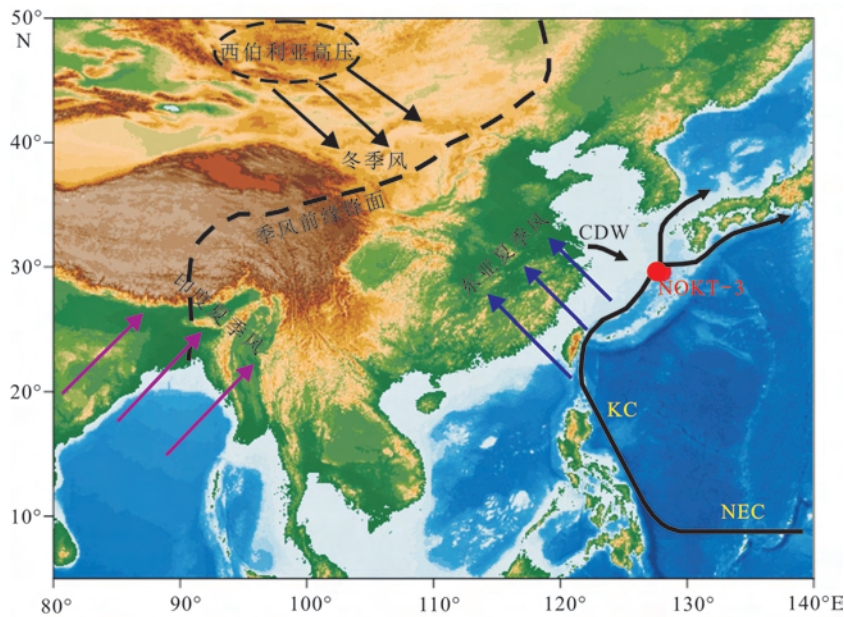 50°
N
西伯利亚高压
40°
冬季风
季风前缘锋面
东亚夏季风
CDW
30°
NOKT-3
印度夏季风
20°
KC
10°
NEC
80°
90°
100°
110°
120°
130°
140°E